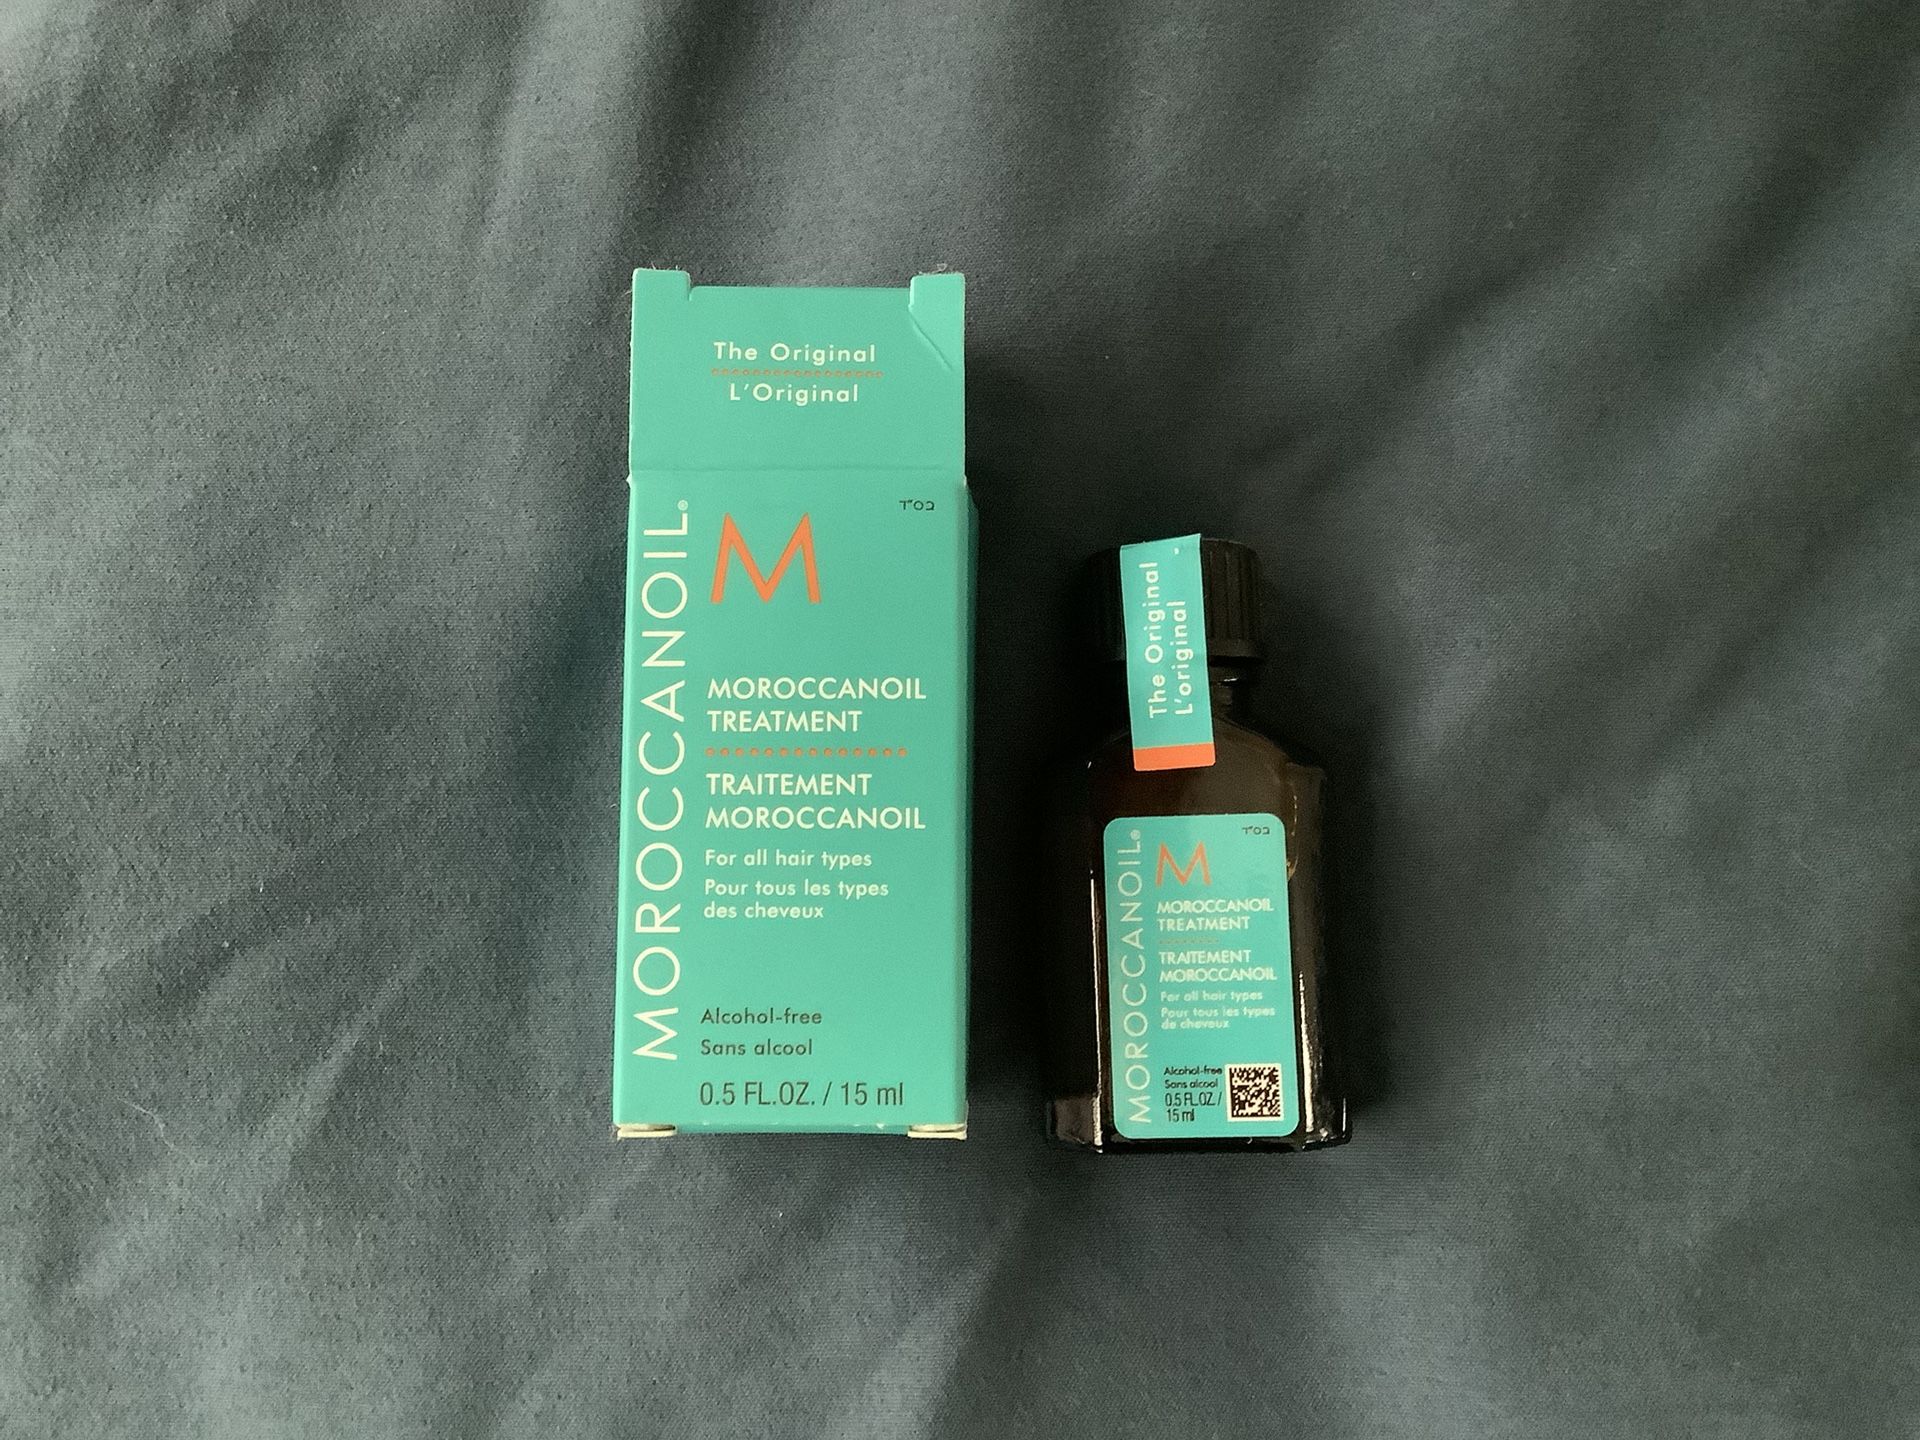 The Original
L'Original
בס"ד
MOROCCANOIL®
M
MOROCCANOIL
TREATMENT
TRAITEMENT
MOROCCANOIL
For all hair types
Pour tous les types
des cheveux
Alcohol-free
Sans alcool
0.5 FL.OZ. / 15 ml
The Original
L'original
בס"ד
MOROCCANOIL®
M
MOROCCANOIL
TREATMENT
TRAITEMENT
MOROCCANOIL
For all hair types
Pour tous les types
de cheveux
Alcohol-free
Sans alcool
0.5 FL.OZ. /
15 ml